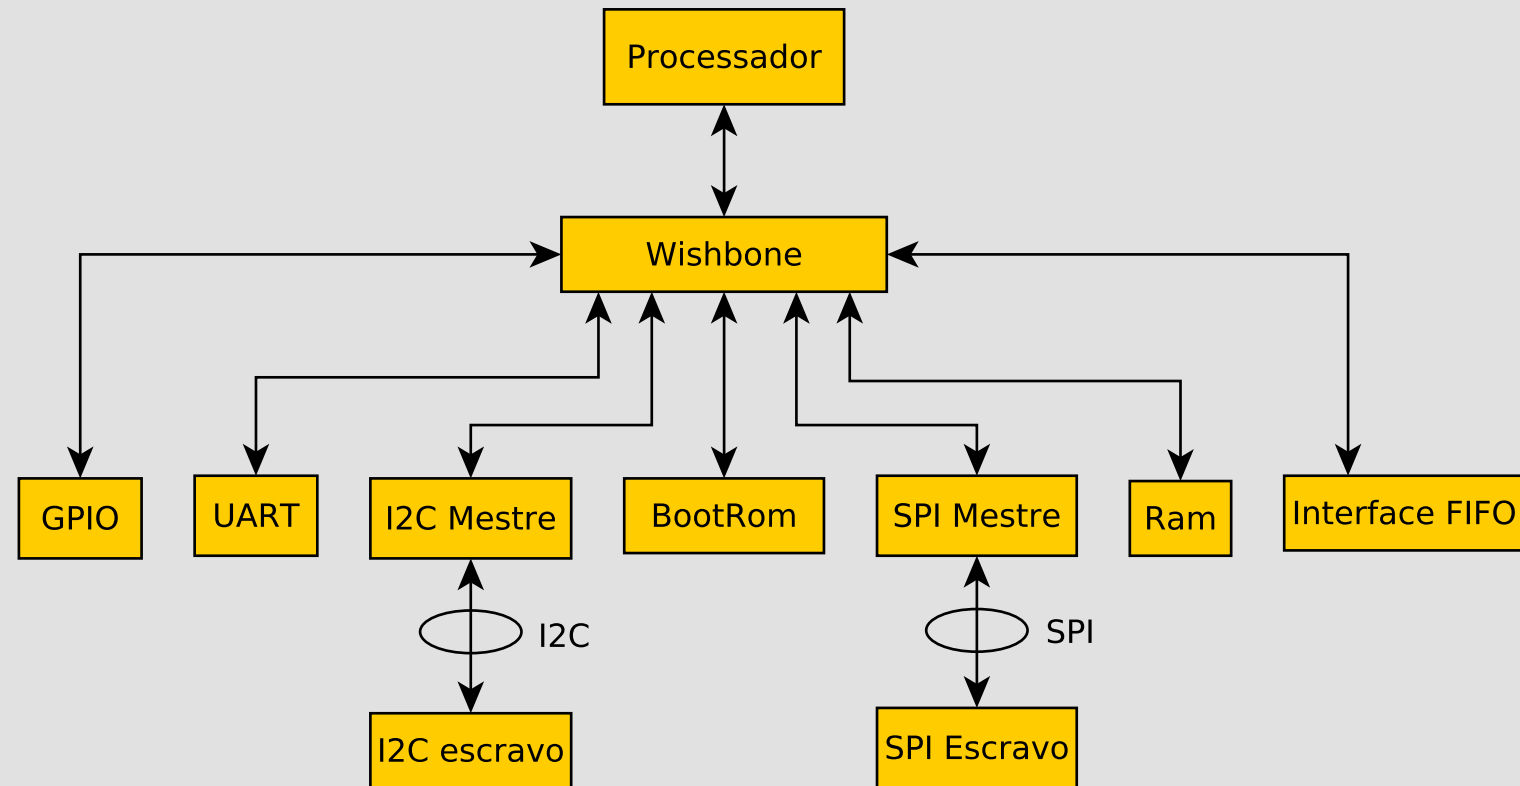 Processador
Wishbone
GPIO
UART
I2C Mestre
BootRom
SPI Mestre
Ram
Interface FIFO
I2C
SPI
I2C escravo
SPI Escravo